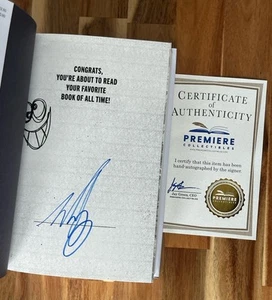 CONGRATS,
YOU'RE ABOUT TO READ
YOUR FAVORITE
BOOK OF ALL TIME!
CERTIFICATE
OF
AUTHENTICITY
PREMIERE
COLLECTIBLES
I certify that this item has been
hand-autographed by the signer.